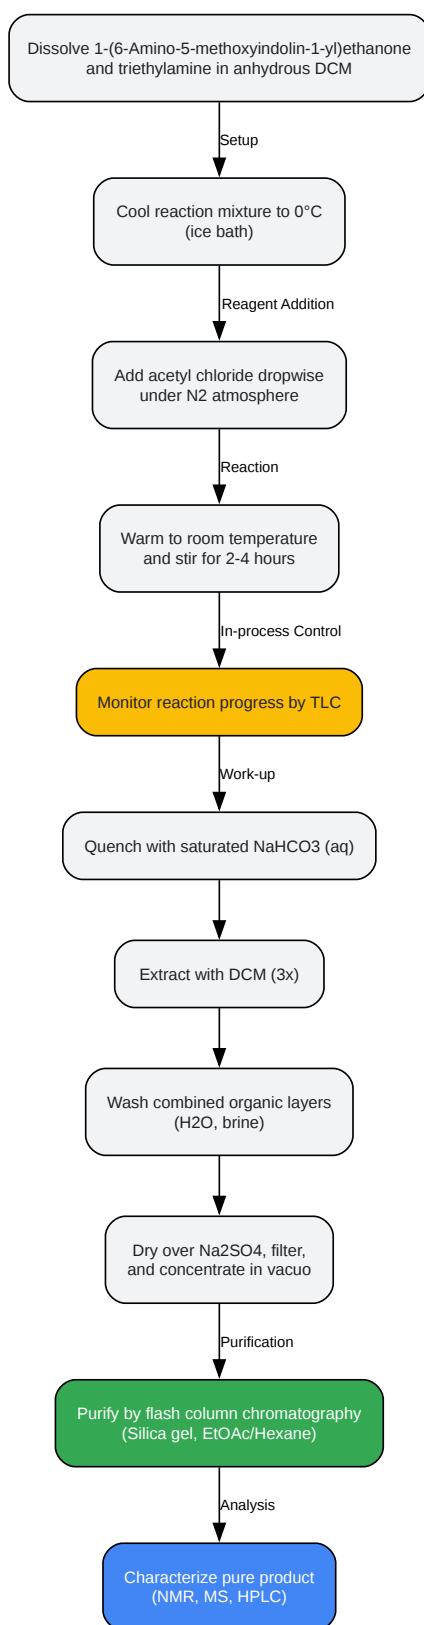 Dissolve 1-(6-Amino-5-methoxyindolin-1-yl)ethanone
and triethylamine in anhydrous DCM
Setup
Cool reaction mixture to 0°C
(ice bath)
Reagent Addition
Add acetyl chloride dropwise
under N2 atmosphere
Reaction
Warm to room temperature
and stir for 2-4 hours
In-process Control
Monitor reaction progress by TLC
Work-up
Quench with saturated NaHCO3 (aq)
Extract with DCM (3x)
Wash combined organic layers
(H2O, brine)
Dry over Na2SO4, filter,
and concentrate in vacuo
Purification
Purify by flash column chromatography
(Silica gel, EtOAc/Hexane)
Analysis
Characterize pure product
(NMR, MS, HPLC)